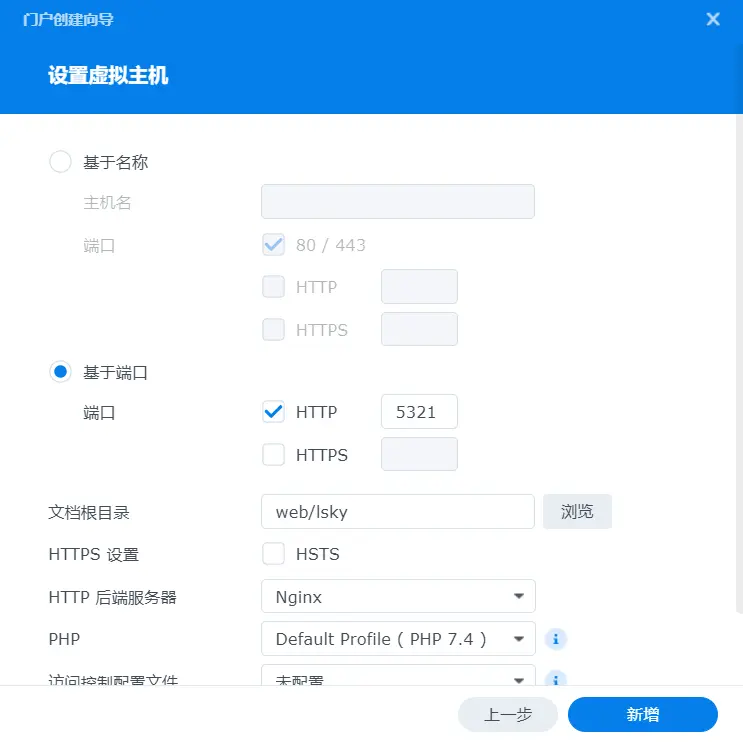 门户创建向导
设置虚拟主机
基于名称
主机名
端口 80 / 443
HTTP
HTTPS
基于端口
端口 HTTP 5321
HTTPS
文档根目录 web/lsky 浏览
HTTPS 设置 HSTS
HTTP 后端服务器 Nginx
PHP Default Profile ( PHP 7.4 )
访问控制配置文件 未配置
上一步 新增